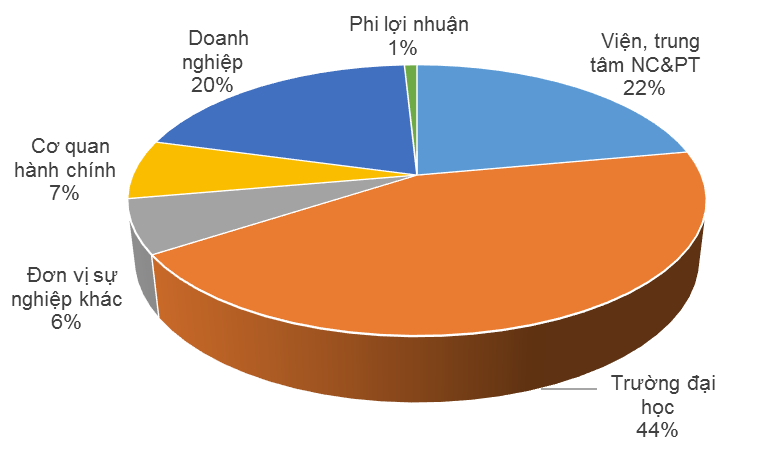 Phi lợi nhuận
1%
Viện, trung
tâm NC&PT
22%
Doanh
nghiệp
20%
Cơ quan
hành chính
7%
Đơn vị sự
nghiệp khác
6%
Trường đại
học
44%